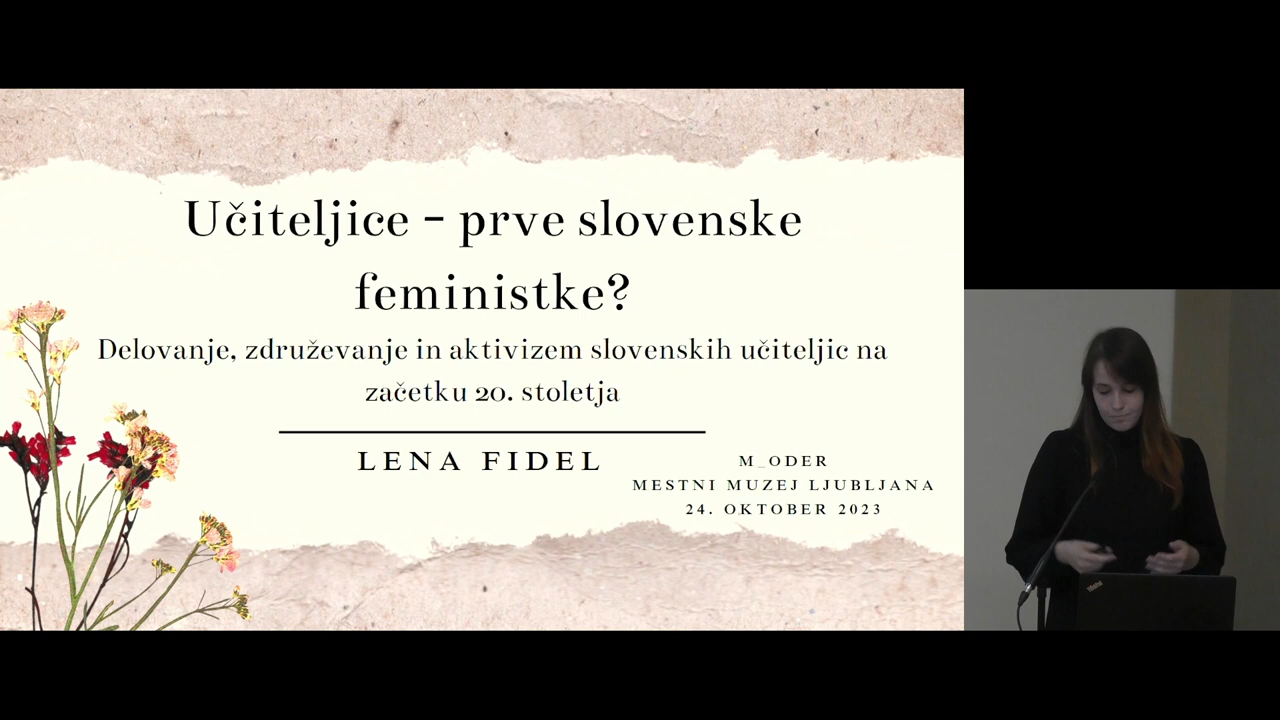 Učiteljice - prve slovenske
feministke?
Delovanje, združevanje in aktivizem slovenskih učiteljic na
začetku 20. stoletja
LENA FIDEL
M_ODER
MESTNI MUZEJ LJUBLJANA
24. OKTOBER 2023
ThinkPad